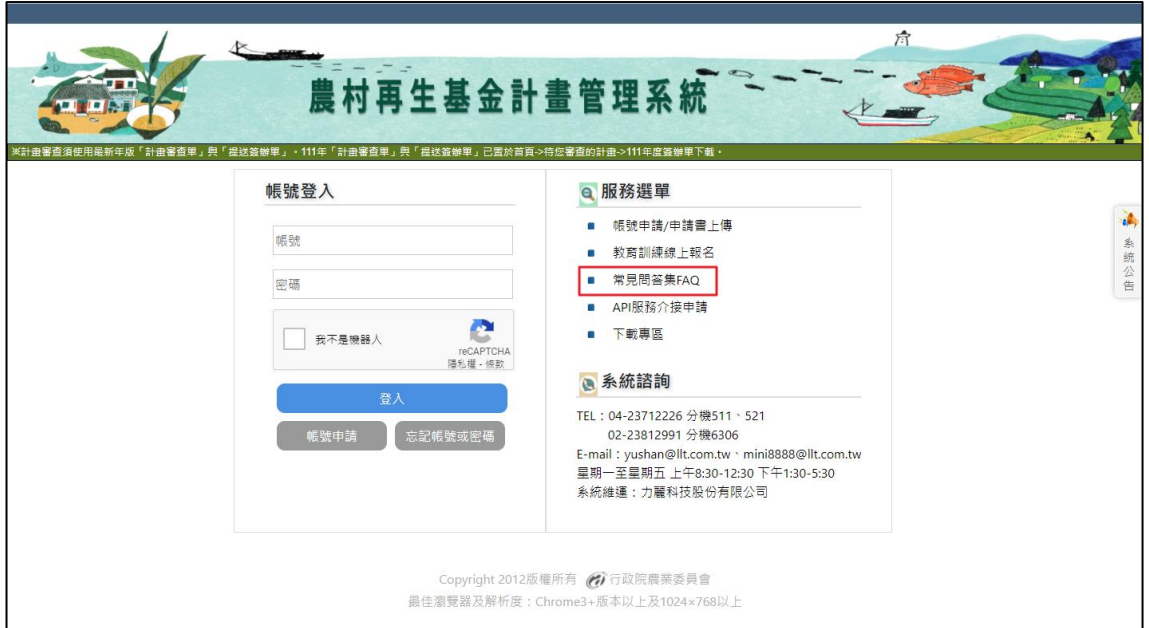 農村再生基金計畫管理系統
※計畫審查須使用最新年版「計畫審查單」與「提送簽辦單」。111年「計畫審查單」與「提送簽辦單」已置於首頁->待您審查的計畫->111年度簽辦單下載。
帳號登入
帳號
密碼
我不是機器人
reCAPTCHA
隱私權 - 條款
登入
帳號申請
忘記帳號或密碼
服務選單
帳號申請/申請書上傳
教育訓練線上報名
常見問答集FAQ
API服務介接申請
下載專區
系統諮詢
TEL：04-23712226 分機511、521
02-23812991 分機6306
E-mail：yushan@llt.com.tw、mini8888@llt.com.tw
星期一至星期五 上午8:30-12:30 下午1:30-5:30
系統維運：力麗科技股份有限公司
系統公告
Copyright 2012版權所有 行政院農業委員會
最佳瀏覽器及解析度：Chrome3+版本以上及1024×768以上